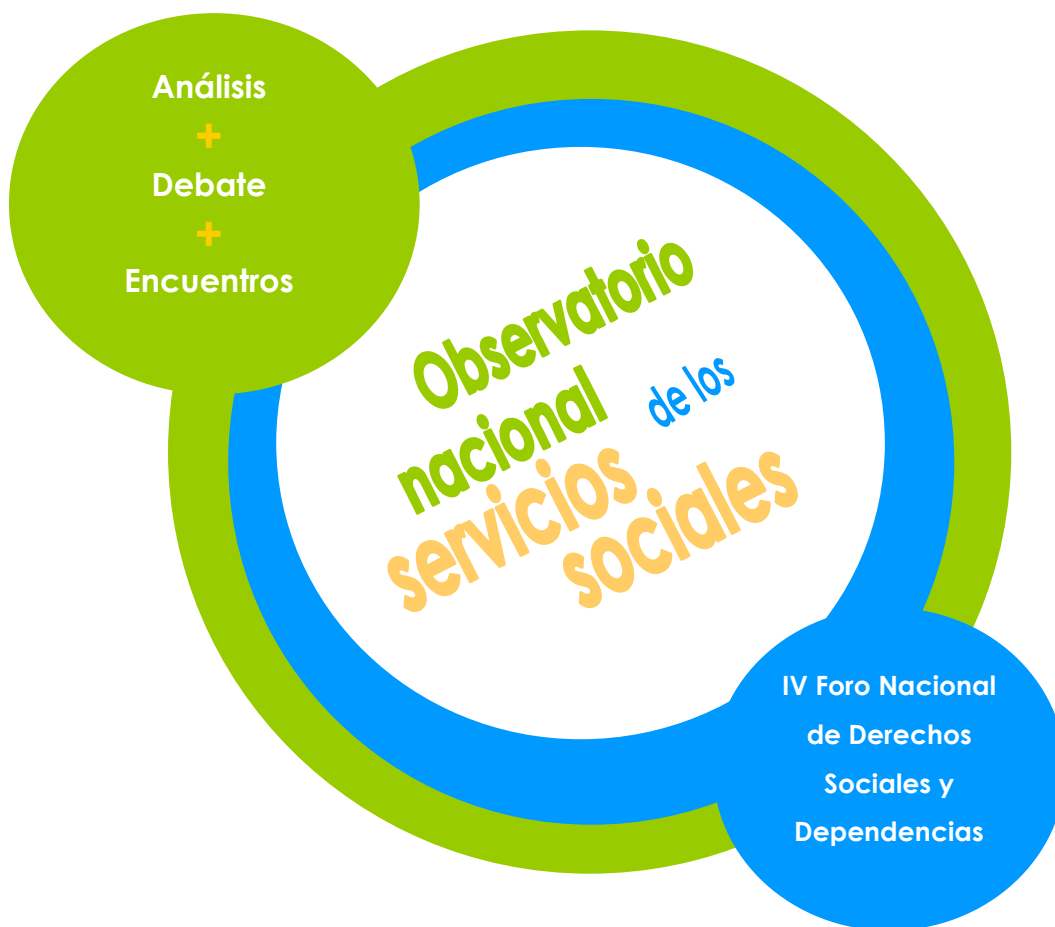 Análisis
+
Debate
+
Encuentros
Observatorio
nacional de los
servicios
sociales
IV Foro Nacional
de Derechos
Sociales y
Dependencias